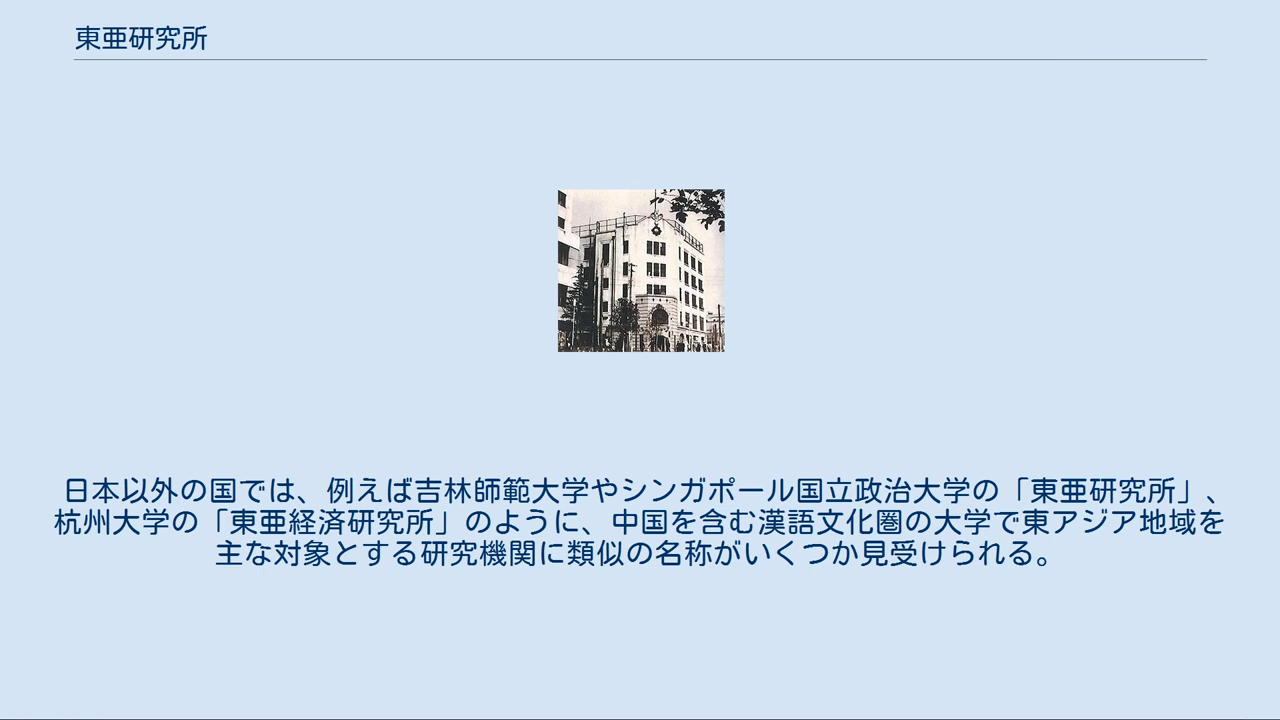 東亜研究所
日本以外の国では、例えば吉林師範大学やシンガポール国立政治大学の「東亜研究所」、
杭州大学の「東亜経済研究所」のように、中国を含む漢語文化圏の大学で東アジア地域を
主な対象とする研究機関に類似の名称がいくつか見受けられる。